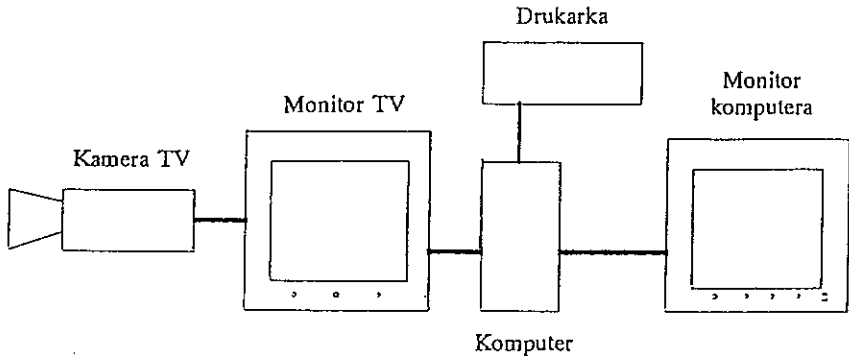 Drukarka
Monitor TV
Monitor
komputera
Kamera TV
Komputer